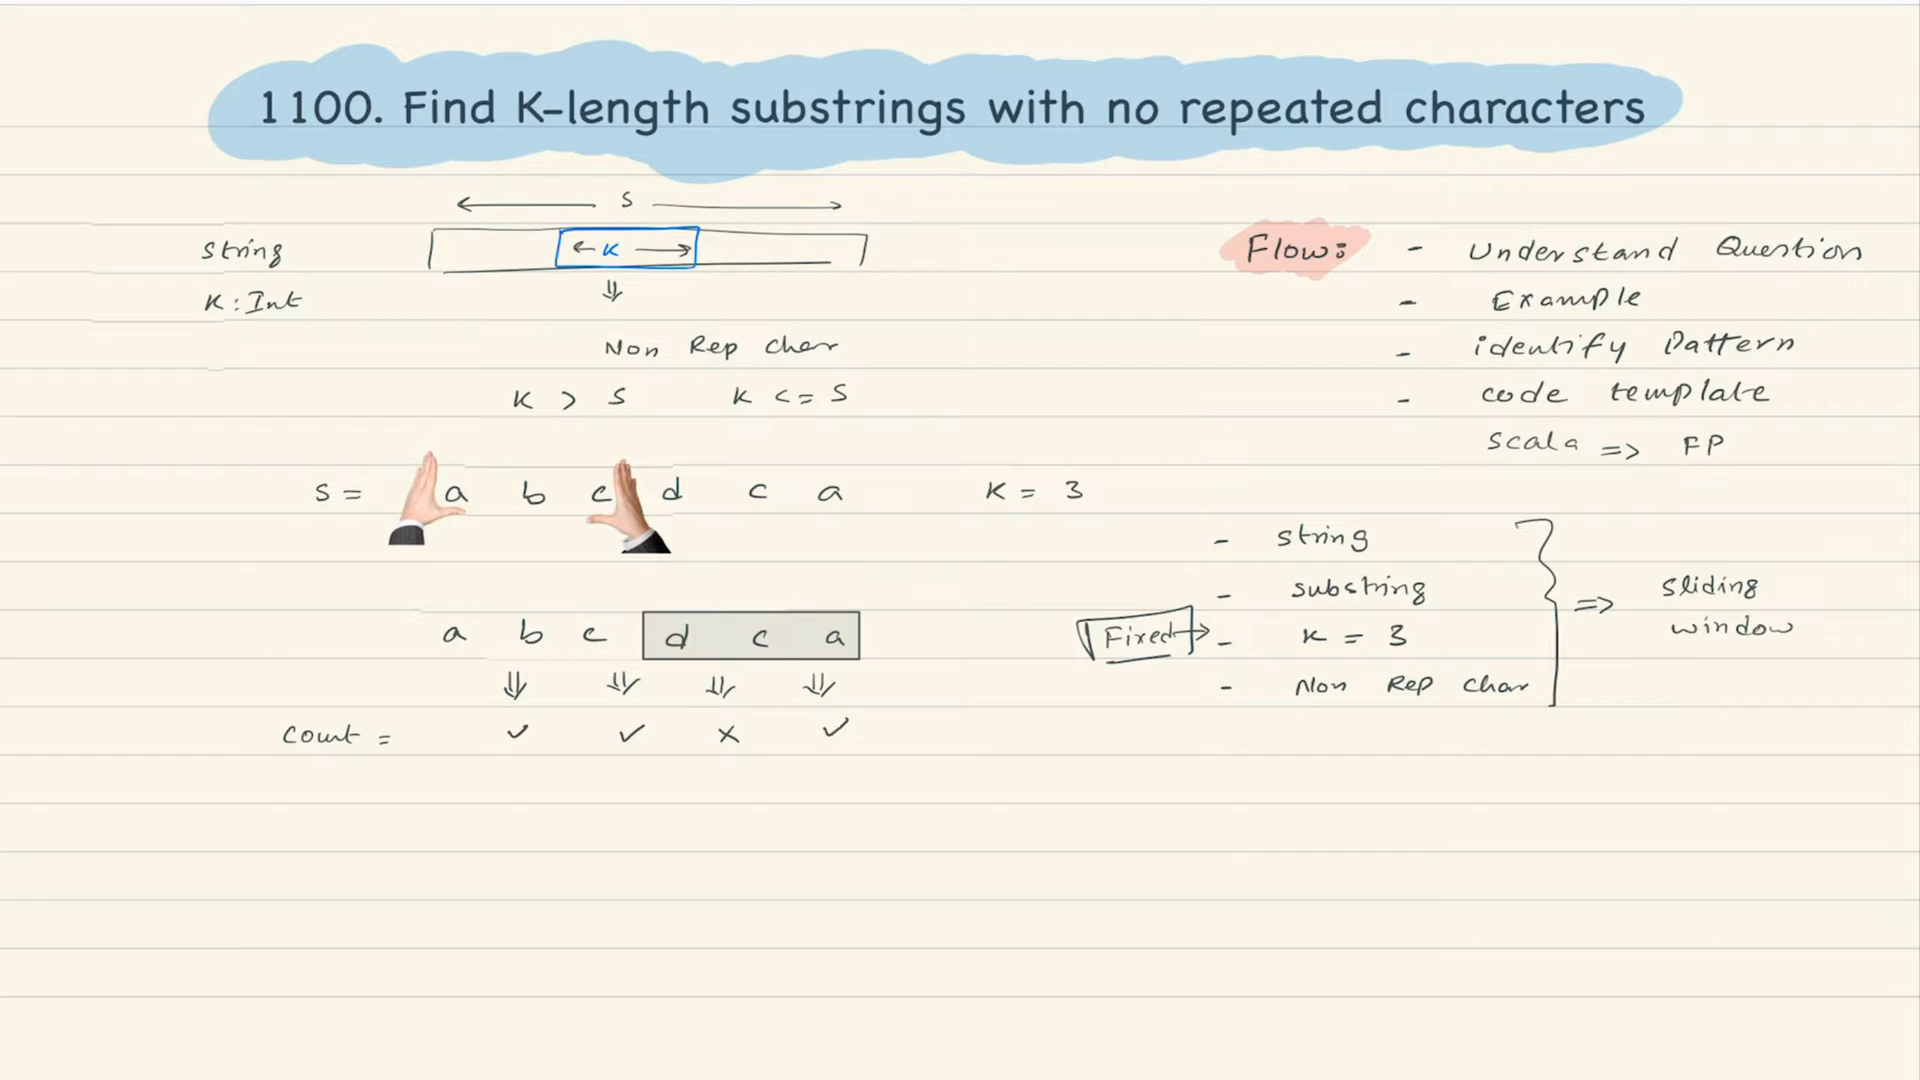 1100. Find K-length substrings with no repeated characters
← S →
String
← K →
K : Int
⇓
Non Rep char
K > S K <= S
Flow:
- Understand Question
- Example
- identify Pattern
- code template
Scala => FP
S = a b c d c a K = 3
- string
- substring
Fixed → - K = 3
- Non Rep char
=> sliding
window
a b c d c a
⇓ ⇓ ⇓ ⇓
Count = ✓ ✓ x ✓